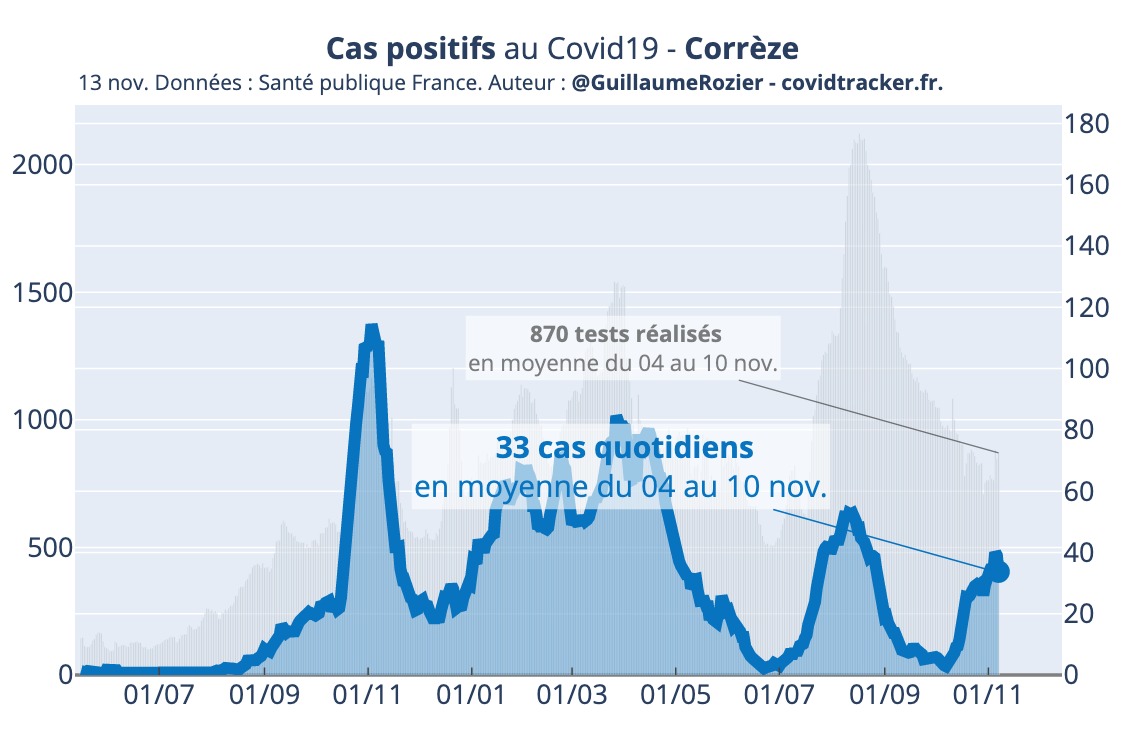 Cas positifs au Covid19 - Corrèze
13 nov. Données : Santé publique France. Auteur : @GuillaumeRozier - covidtracker.fr.
180
2000
160
140
1500
120
870 tests réalisés
en moyenne du 04 au 10 nov.
100
1000
80
33 cas quotidiens
en moyenne du 04 au 10 nov.
60
500
40
20
0
0
01/07 01/09 01/11 01/01 01/03 01/05 01/07 01/09 01/11